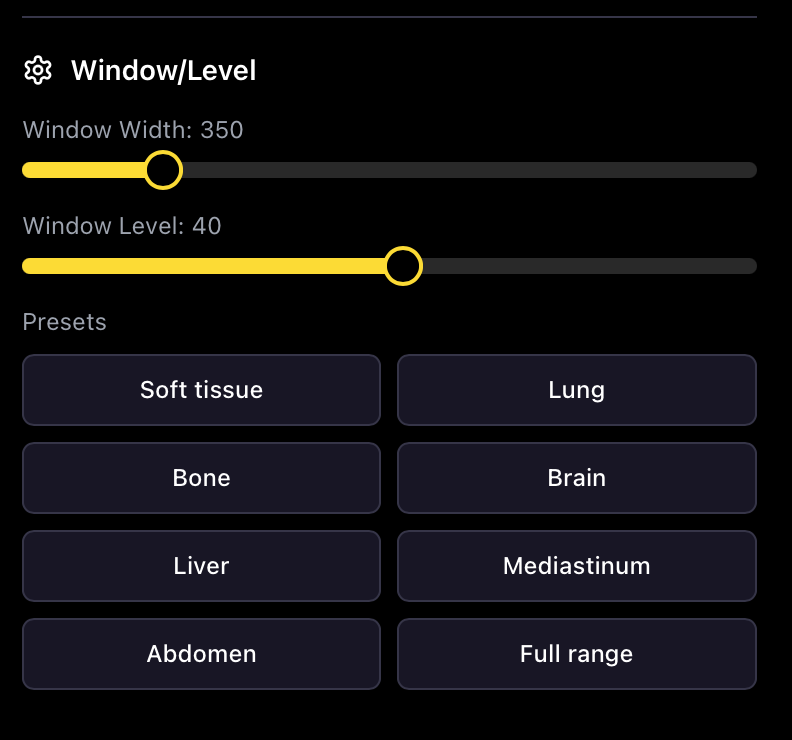 Window/Level
Window Width: 350
Window Level: 40
Presets
Soft tissue
Lung
Bone
Brain
Liver
Mediastinum
Abdomen
Full range